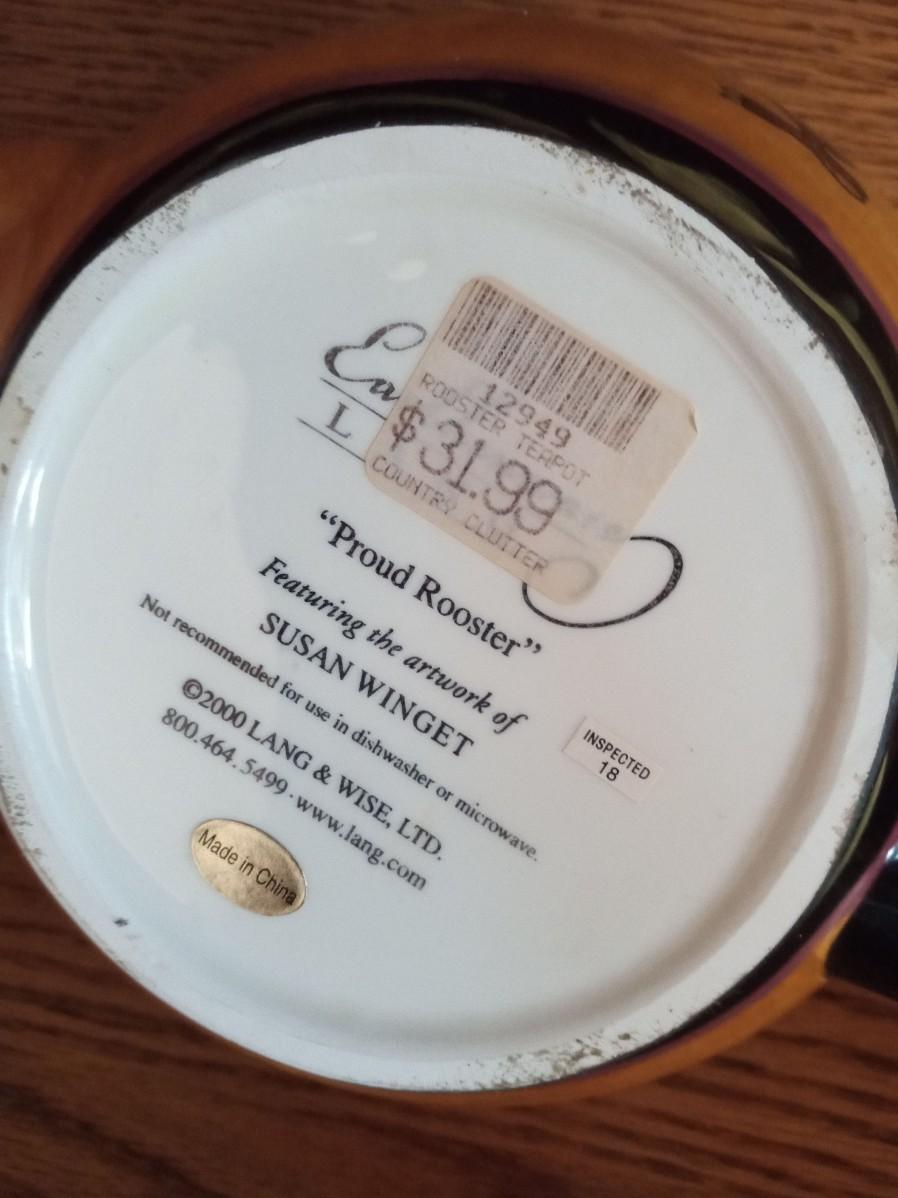 12949
ROOSTER TEAPOT
$31.99
COUNTRY CLUTTER
L
“Proud Rooster”
Featuring the artwork of
SUSAN WINGET
Not recommended for use in dishwasher or microwave.
©2000 LANG & WISE, LTD.
800.464.5499 . www.lang.com
INSPECTED
18
Made in China